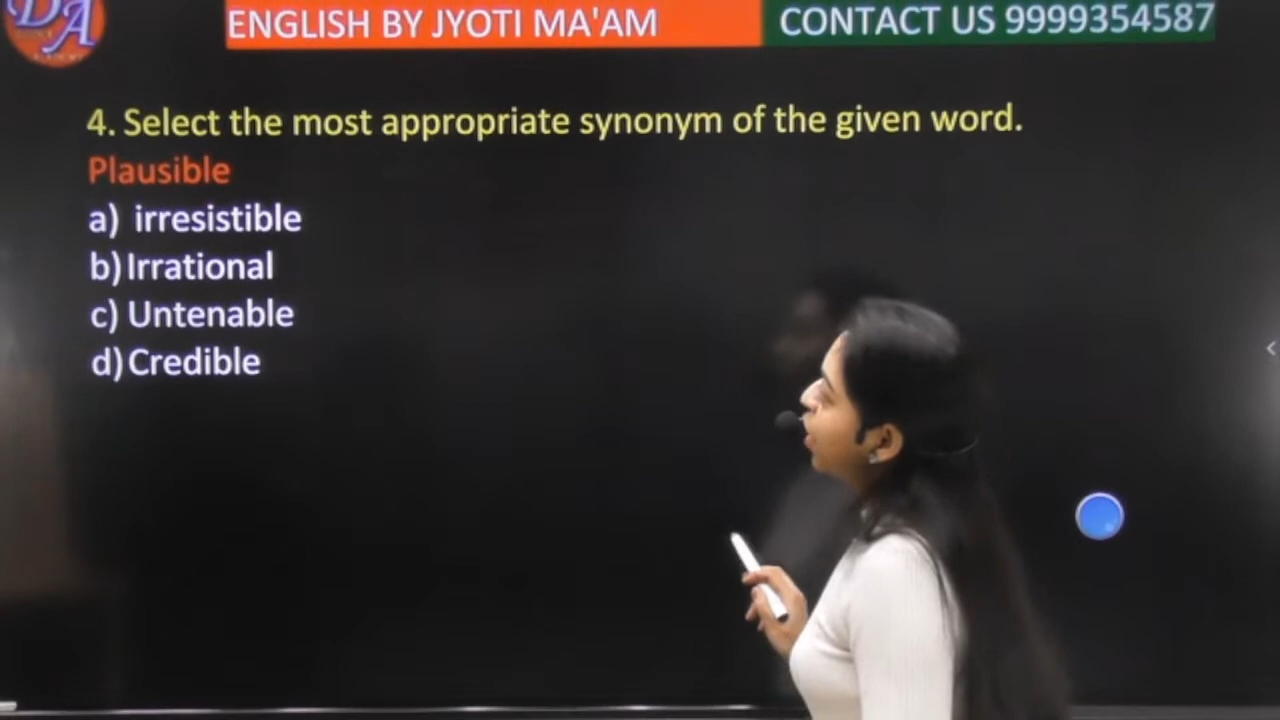 DA
ENGLISH BY JYOTI MA'AM
CONTACT US 9999354587
4. Select the most appropriate synonym of the given word.
Plausible
a) irresistible
b) Irrational
c) Untenable
d) Credible